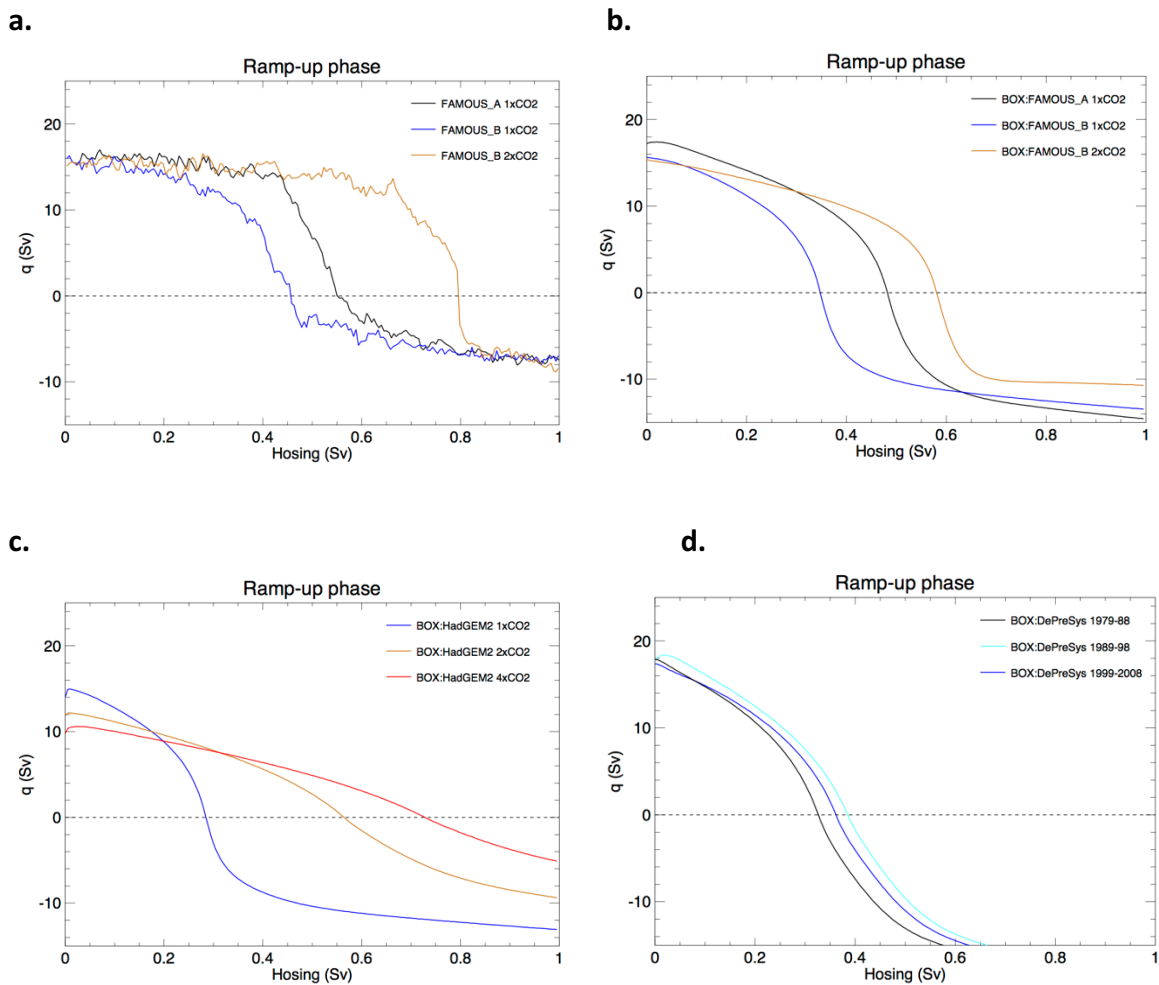 a.
Ramp-up phase
FAMOUS_A 1xCO2
FAMOUS_B 1xCO2
FAMOUS_B 2xCO2
20
10
0
-10
q (Sv)
0 0.2 0.4 0.6 0.8 1
Hosing (Sv)
b.
Ramp-up phase
BOX:FAMOUS_A 1xCO2
BOX:FAMOUS_B 1xCO2
BOX:FAMOUS_B 2xCO2
20
10
0
-10
q (Sv)
0 0.2 0.4 0.6 0.8 1
Hosing (Sv)
c.
Ramp-up phase
BOX:HadGEM2 1xCO2
BOX:HadGEM2 2xCO2
BOX:HadGEM2 4xCO2
20
10
0
-10
q (Sv)
0 0.2 0.4 0.6 0.8 1
Hosing (Sv)
d.
Ramp-up phase
BOX:DePreSys 1979-88
BOX:DePreSys 1989-98
BOX:DePreSys 1999-2008
20
10
0
-10
q (Sv)
0 0.2 0.4 0.6 0.8 1
Hosing (Sv)